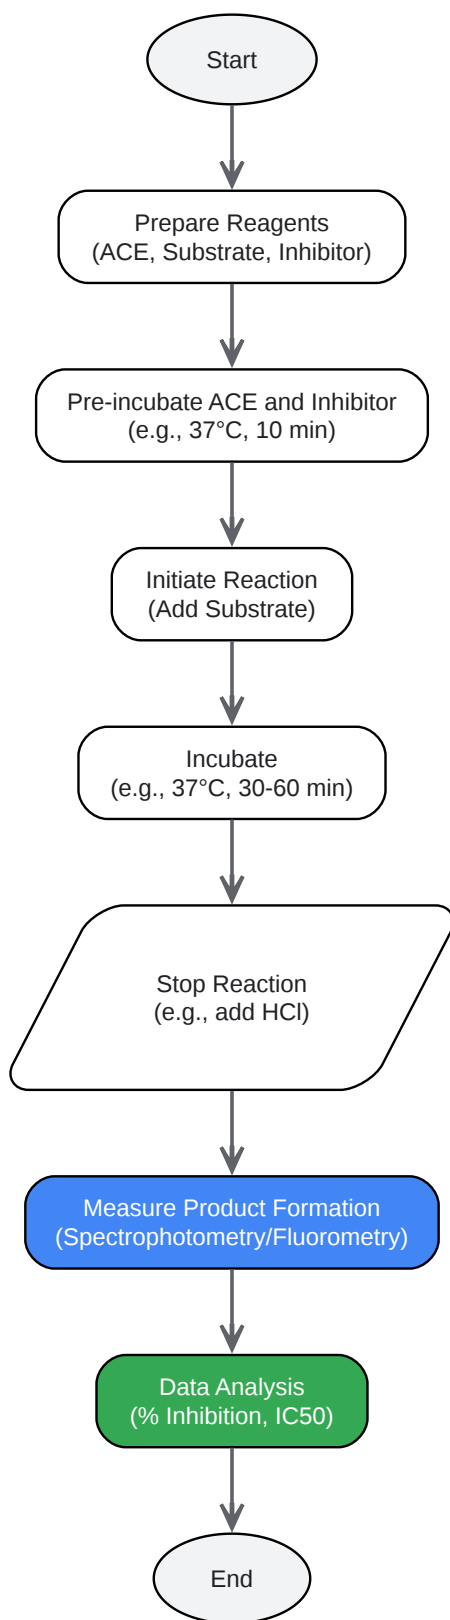 Start
Prepare Reagents
(ACE, Substrate, Inhibitor)
Pre-incubate ACE and Inhibitor
(e.g., 37°C, 10 min)
Initiate Reaction
(Add Substrate)
Incubate
(e.g., 37°C, 30-60 min)
Stop Reaction
(e.g., add HCl)
Measure Product Formation
(Spectrophotometry/Fluorometry)
Data Analysis
(% Inhibition, IC50)
End